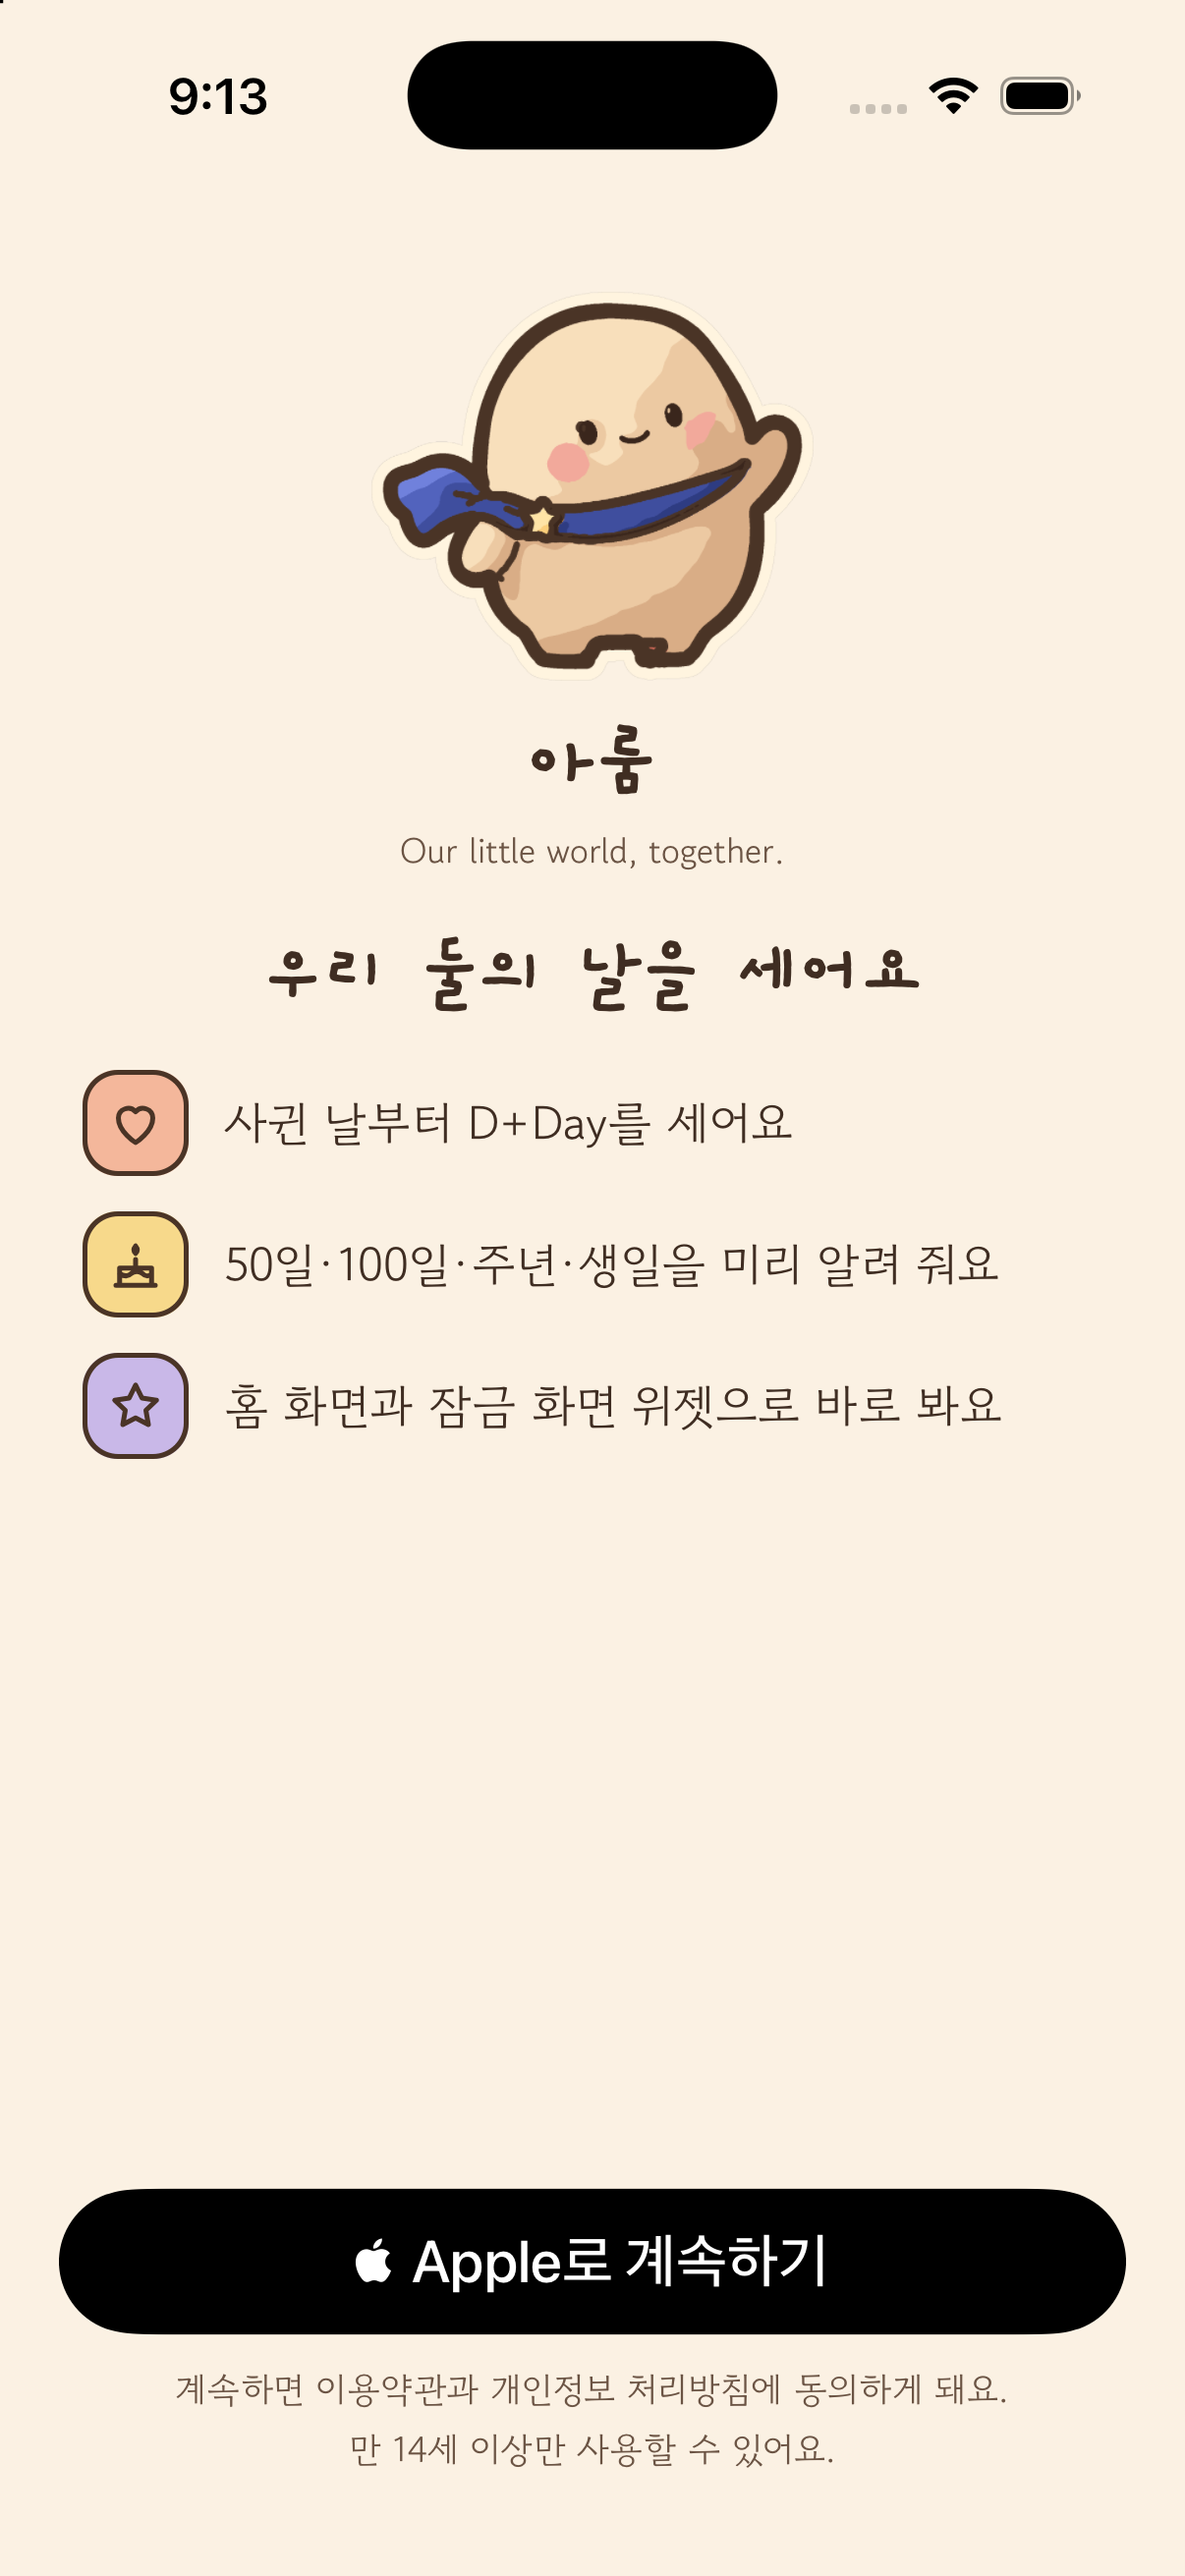 9:13
아룸
Our little world, together.
우리 둘의 날을 세어요
사귄 날부터 D+Day를 세어요
50일·100일·주년·생일을 미리 알려 줘요
홈 화면과 잠금 화면 위젯으로 바로 봐요
Apple로 계속하기
계속하면 이용약관과 개인정보 처리방침에 동의하게 돼요.
만 14세 이상만 사용할 수 있어요.